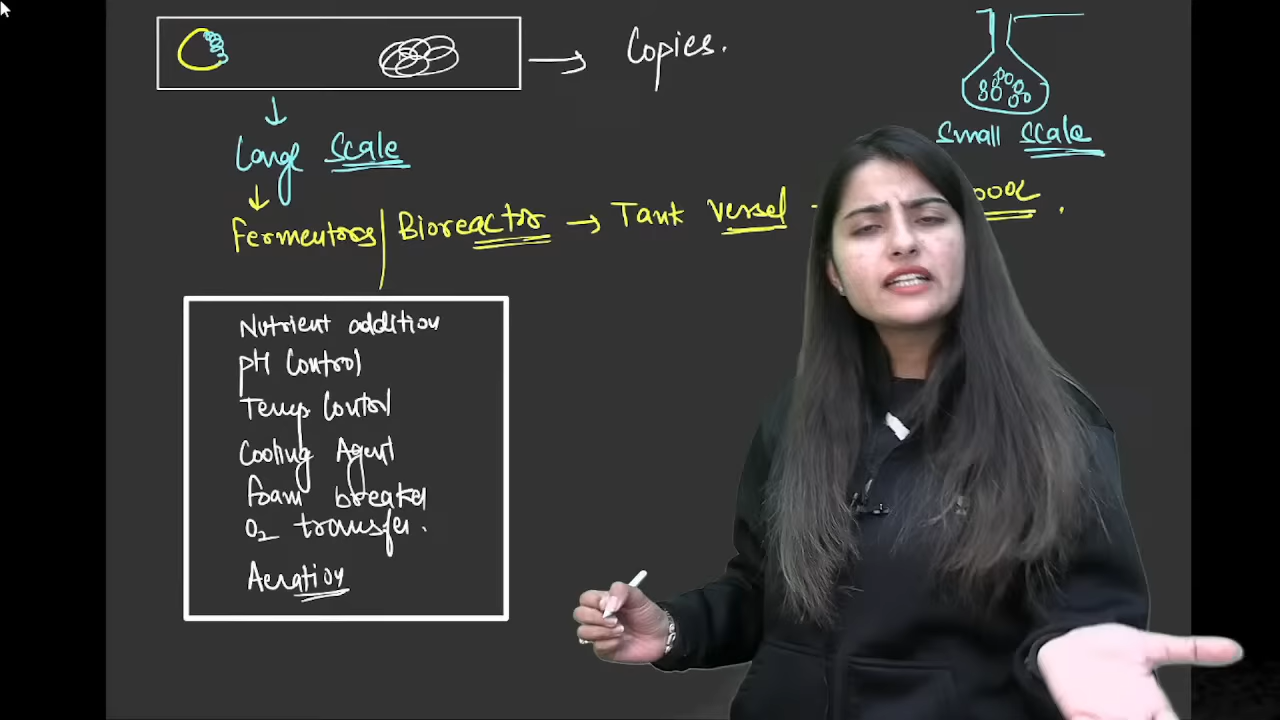 Copies.
Small scale
Large Scale
Fermentors | Bioreactor → Tank vessel -
Nutrient addition
pH Control
Temp Control
Cooling Agent
foam breaker
O₂ transfer.
Aeration